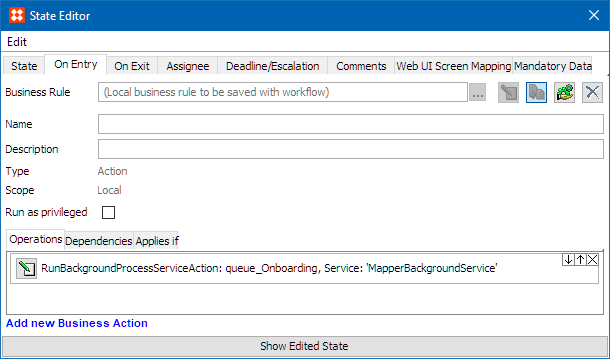 State Editor
Edit
State On Entry On Exit Assignee Deadline/Escalation Comments Web UI Screen Mapping Mandatory Data
Business Rule (Local business rule to be saved with workflow) ...
Name
Description
Type Action
Scope Local
Run as privileged
Operations Dependencies Applies if
RunBackgroundProcessServiceAction: queue_Onboarding, Service: 'MapperBackgroundService'
Add new Business Action
Show Edited State